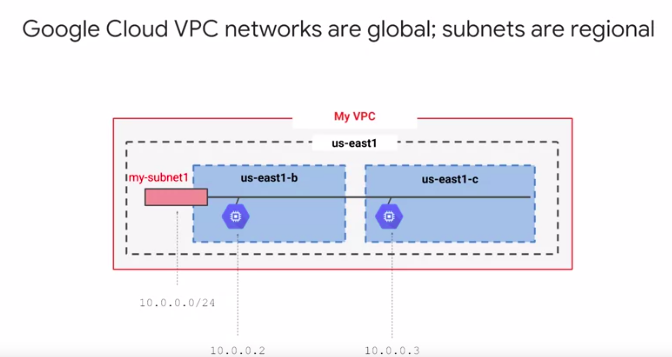 Google Cloud VPC networks are global; subnets are regional
My VPC
us-east1
my-subnet1
us-east1-b
us-east1-c
10.0.0.0/24
10.0.0.2
10.0.0.3